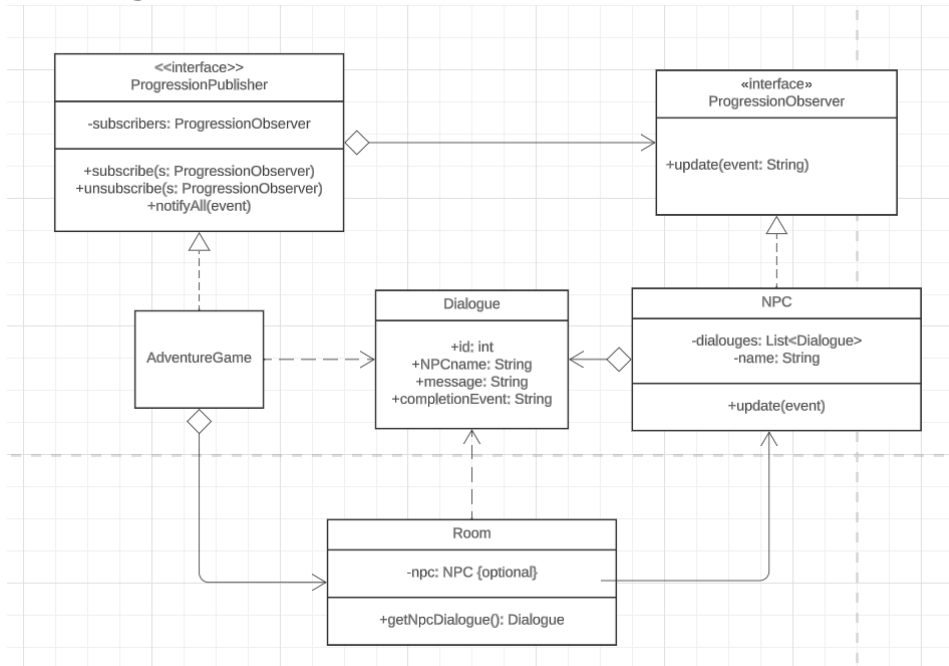 <<interface>>
ProgressionPublisher
-subscribers: ProgressionObserver
+subscribe(s: ProgressionObserver)
+unsubscribe(s: ProgressionObserver)
+notifyAll(event)
«interface»
ProgressionObserver
+update(event: String)
AdventureGame
Dialogue
+id: int
+NPCname: String
+message: String
+completionEvent: String
NPC
-dialouges: List<Dialogue>
-name: String
+update(event)
Room
-npc: NPC {optional}
+getNpcDialogue(): Dialogue